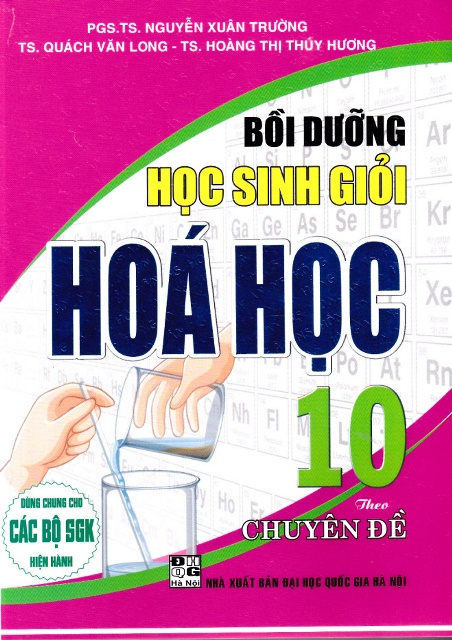 PGS.TS. NGUYỄN XUÂN TRƯỜNG
TS. QUÁCH VĂN LONG - TS. HOÀNG THỊ THÚY HƯƠNG
BỒI DƯỠNG
HỌC SINH GIỎI
HOÁ HỌC
10
Theo
CHUYÊN ĐỀ
DÙNG CHUNG CHO
CÁC BỘ SGK
HIỆN HÀNH
ĐH
QG
Hà Nội
NHÀ XUẤT BẢN ĐẠI HỌC QUỐC GIA HÀ NỘI
Ar
Ga Ge As Se Br Kr
Xe
Po At Rn
Nh Fl